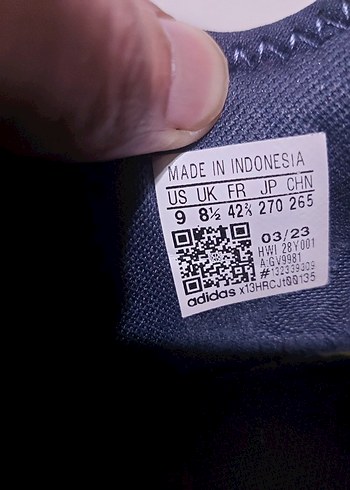 MADE IN INDONESIA
US UK FR JP CHN
9 8½ 42⅔ 270 265
03/23
HWI 28Y001
A:GV9981
#132339309
adidas x13HRCJt00135